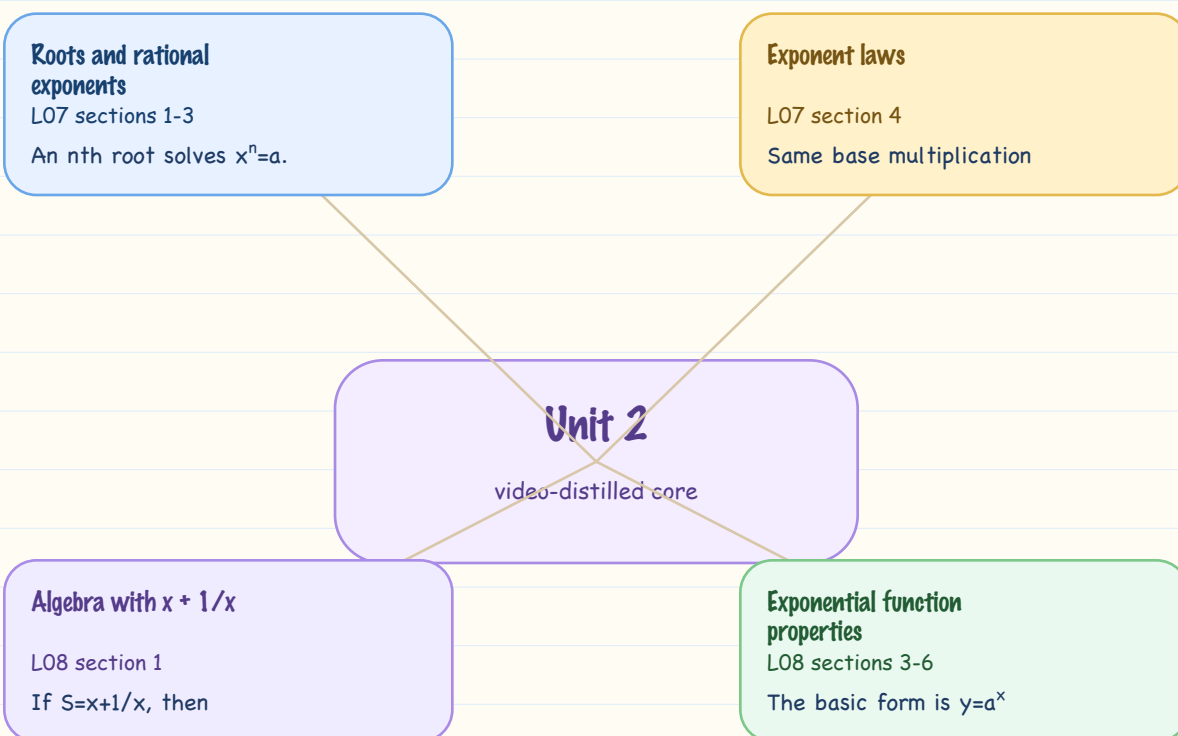 Roots and rational
exponents
L07 sections 1-3
An nth root solves xⁿ=a.
Exponent laws
L07 section 4
Same base multiplication
Unit 2
video-distilled core
Algebra with x + 1/x
L08 section 1
If S=x+1/x, then
Exponential function
properties
L08 sections 3-6
The basic form is y=aˣ